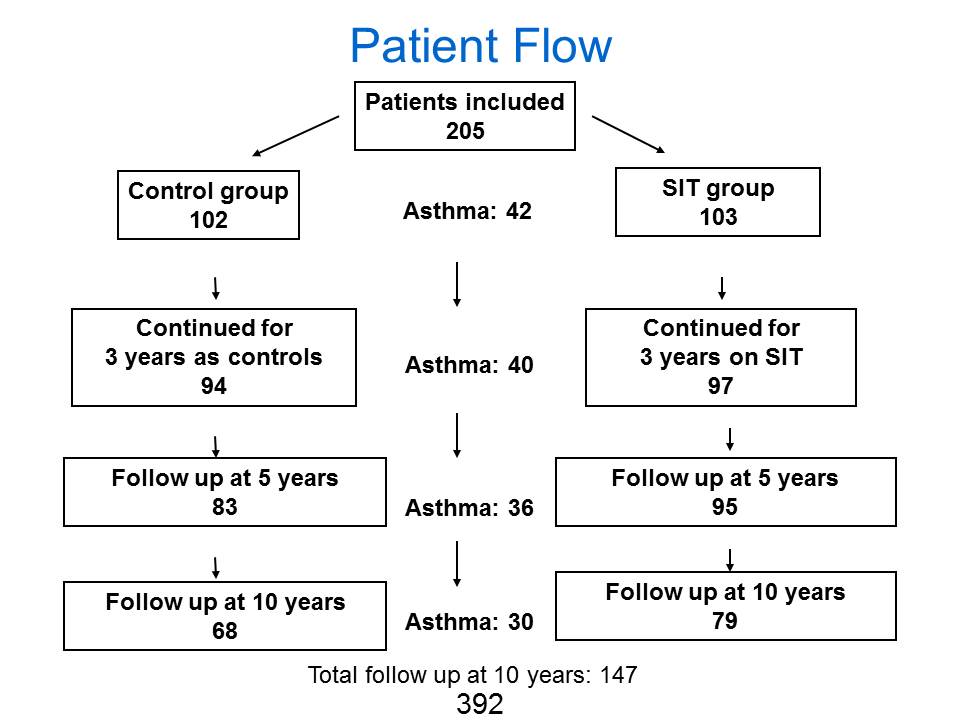 Patient Flow
Patients included
205
Control group
102
Asthma: 42
SIT group
103
Continued for
3 years as controls
94
Asthma: 40
Continued for
3 years on SIT
97
Follow up at 5 years
83
Asthma: 36
Follow up at 5 years
95
Follow up at 10 years
68
Asthma: 30
Follow up at 10 years
79
Total follow up at 10 years: 147
392